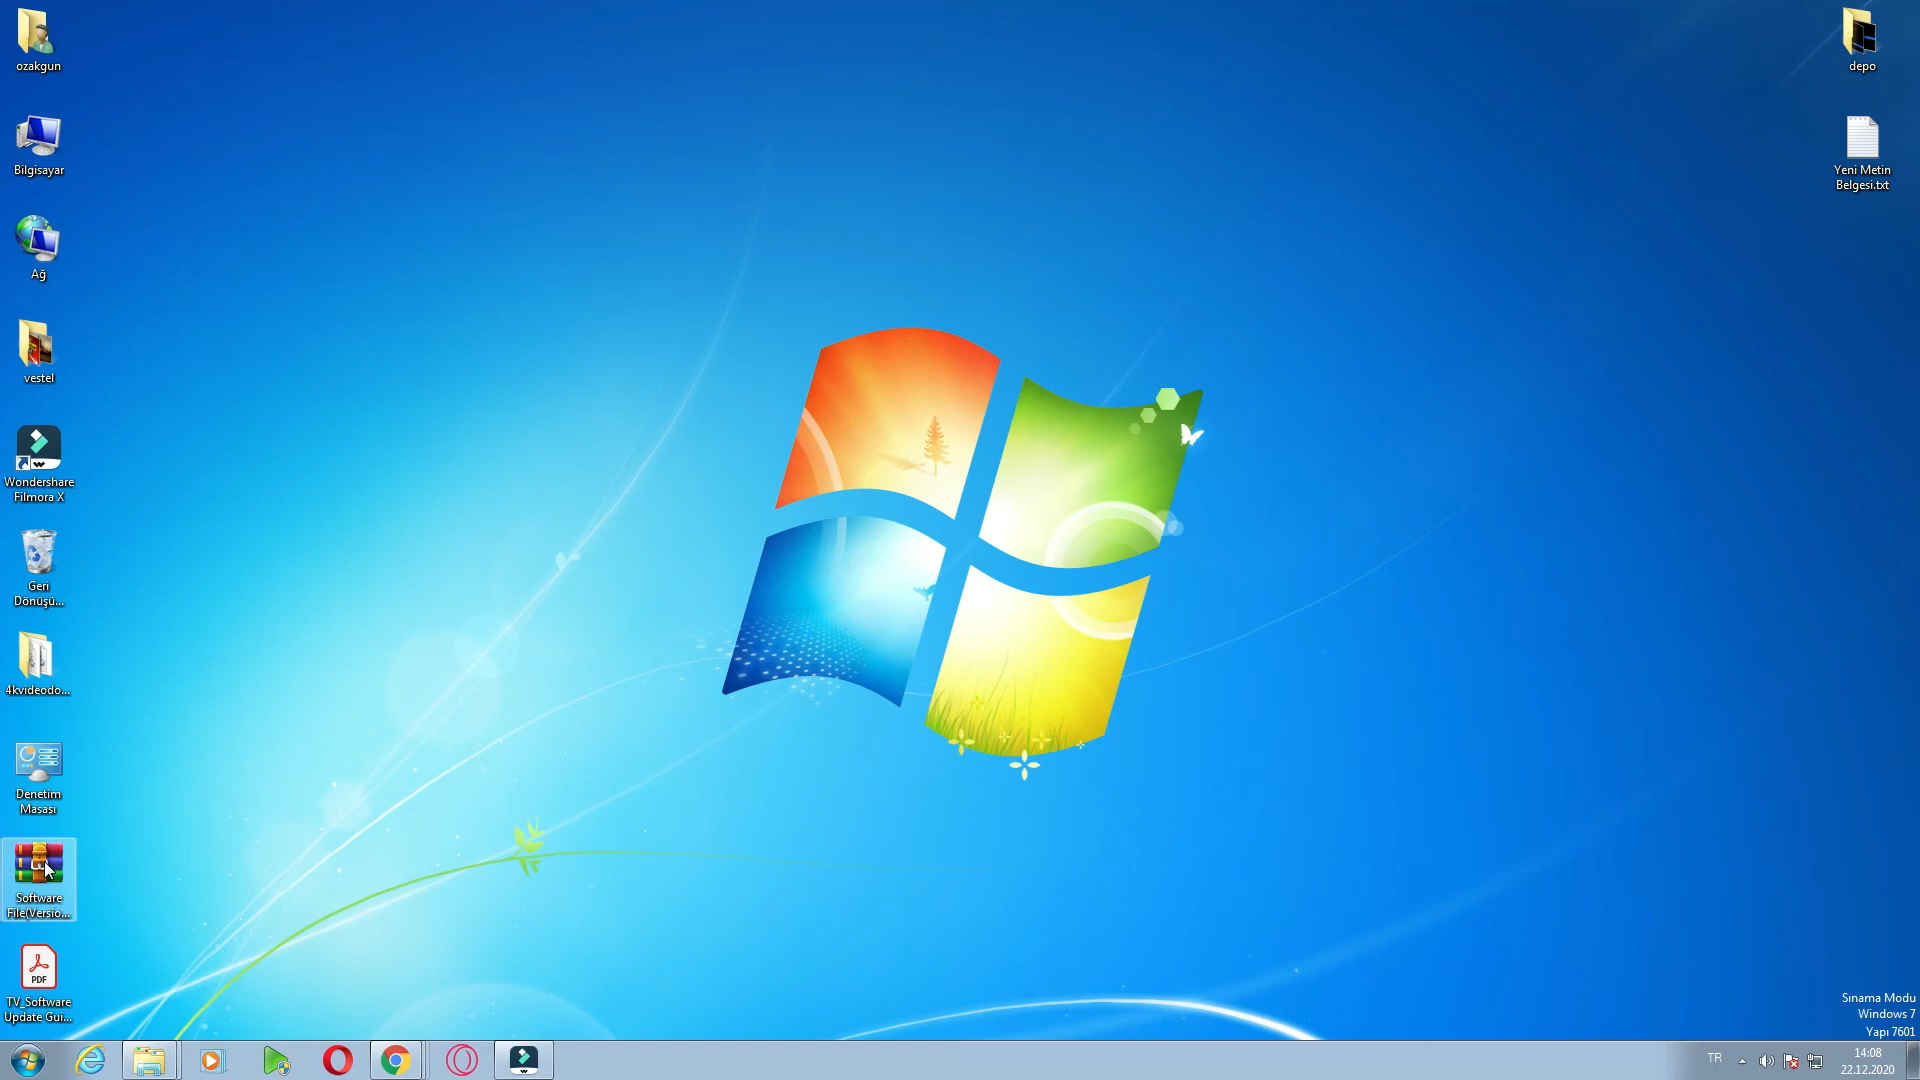 ozakgun
Bilgisayar
Ağ
vestel
Wondershare
Filmora X
Geri
Dönüşü...
4kvideodo...
Denetim
Masası
Software
File(Versio...
PDF
TV_Software
Update Gui...
depo
Yeni Metin
Belgesi.txt
Sınama Modu
Windows 7
Yapı 7601
TR
14:08
22.12.2020